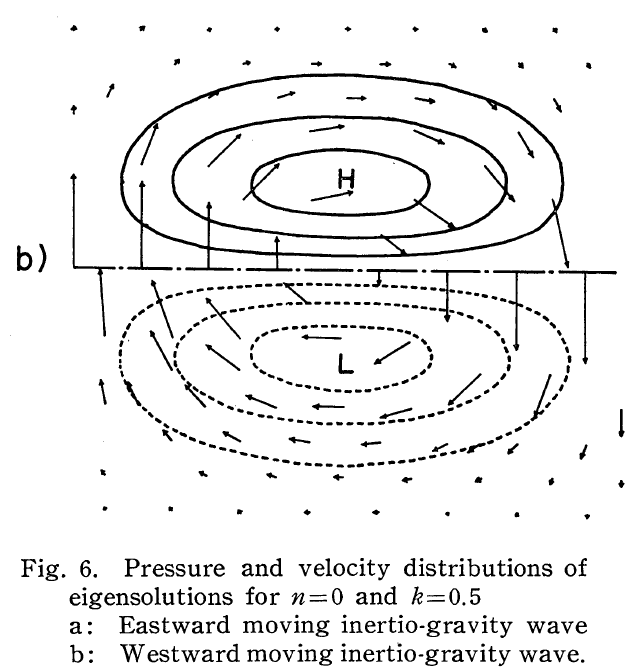 H
b)
L
Fig. 6. Pressure and velocity distributions of
eigensolutions for n=0 and k=0.5
a: Eastward moving inertio-gravity wave
b: Westward moving inertio-gravity wave.